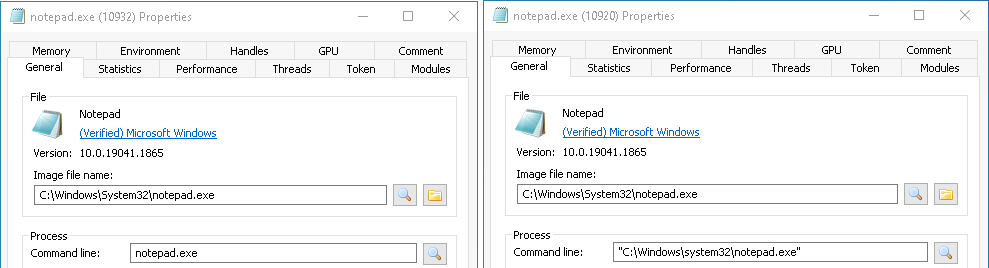 notepad.exe (10932) Properties
Memory Environment Handles GPU Comment
General Statistics Performance Threads Token Modules
File
Notepad
(Verified) Microsoft Windows
Version: 10.0.19041.1865
Image file name:
C:\Windows\System32\notepad.exe
Process
Command line: notepad.exe
notepad.exe (10920) Properties
Memory Environment Handles GPU Comment
General Statistics Performance Threads Token Modules
File
Notepad
(Verified) Microsoft Windows
Version: 10.0.19041.1865
Image file name:
C:\Windows\System32\notepad.exe
Process
Command line: "C:\Windows\system32\notepad.exe"